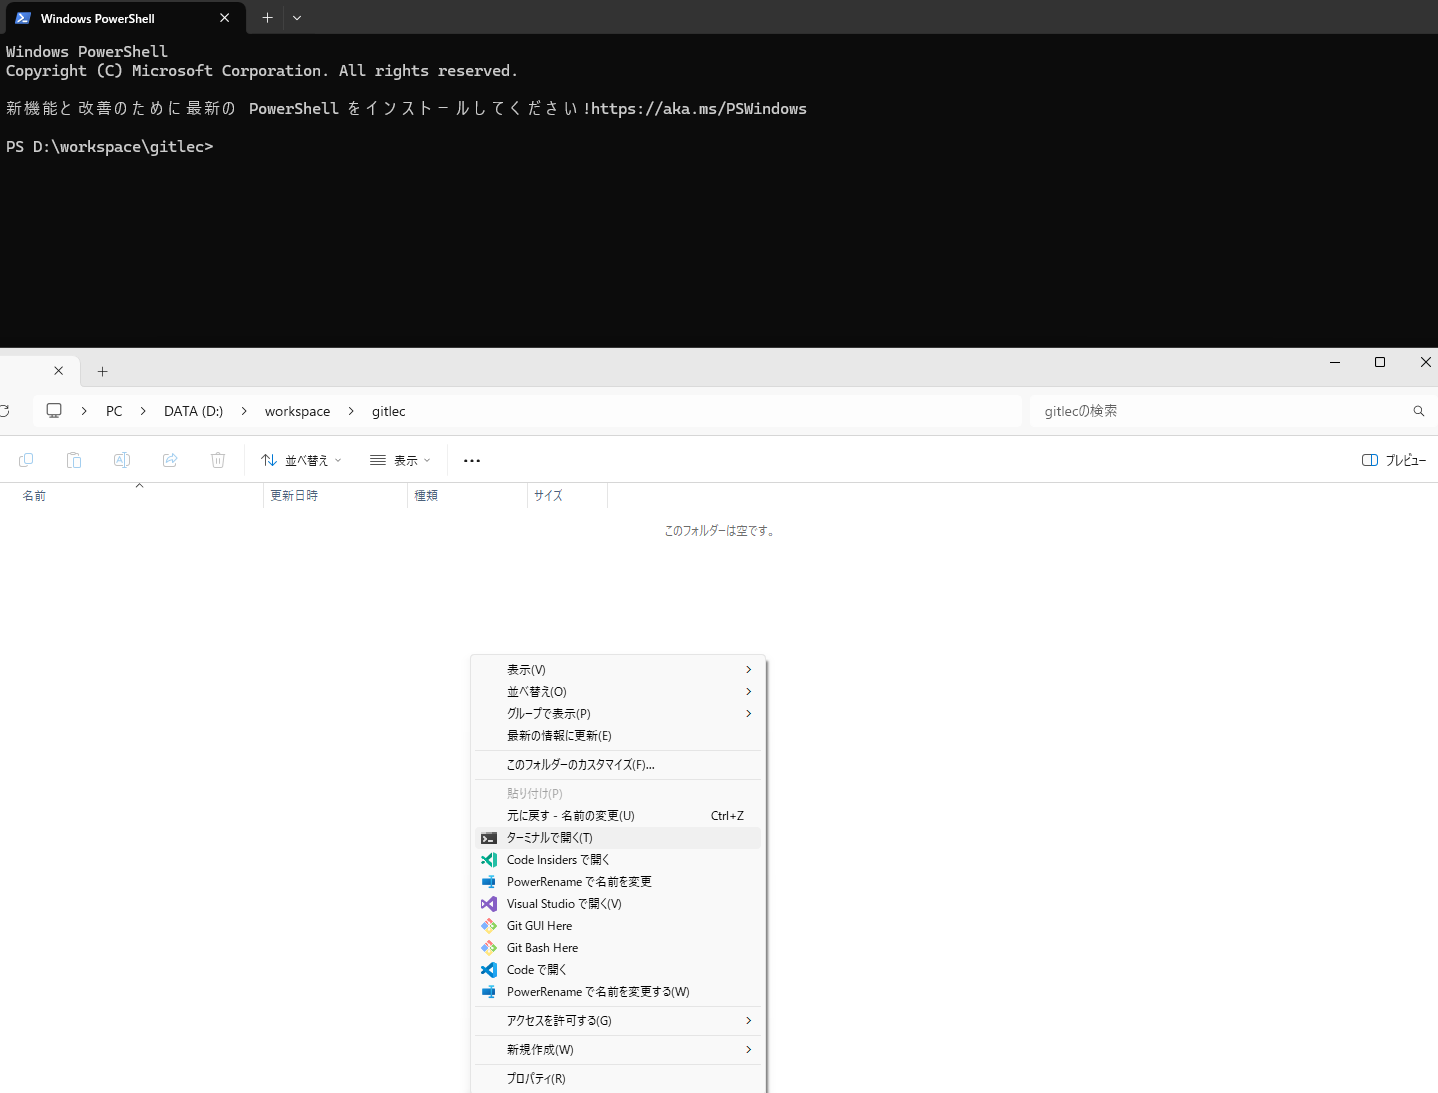 Windows PowerShell
Windows PowerShell
Copyright (C) Microsoft Corporation. All rights reserved.
新機能と改善のために最新の PowerShell をインストールしてください!https://aka.ms/PSWindows
PS D:\workspace\gitlec>
PC DATA (D:) workspace gitlec gitlecの検索
並べ替え 表示 プレビュー
名前 更新日時 種類 サイズ
このフォルダーは空です。
表示(V)
並べ替え(O)
グループで表示(P)
最新の情報に更新(E)
このフォルダーのカスタマイズ(F)...
貼り付け(P)
元に戻す - 名前の変更(U) Ctrl+Z
ターミナルで開く(T)
Code Insiders で開く
PowerRename で名前を変更
Visual Studio で開く(V)
Git GUI Here
Git Bash Here
Code で開く
PowerRename で名前を変更する(W)
アクセスを許可する(G)
新規作成(W)
プロパティ(R)